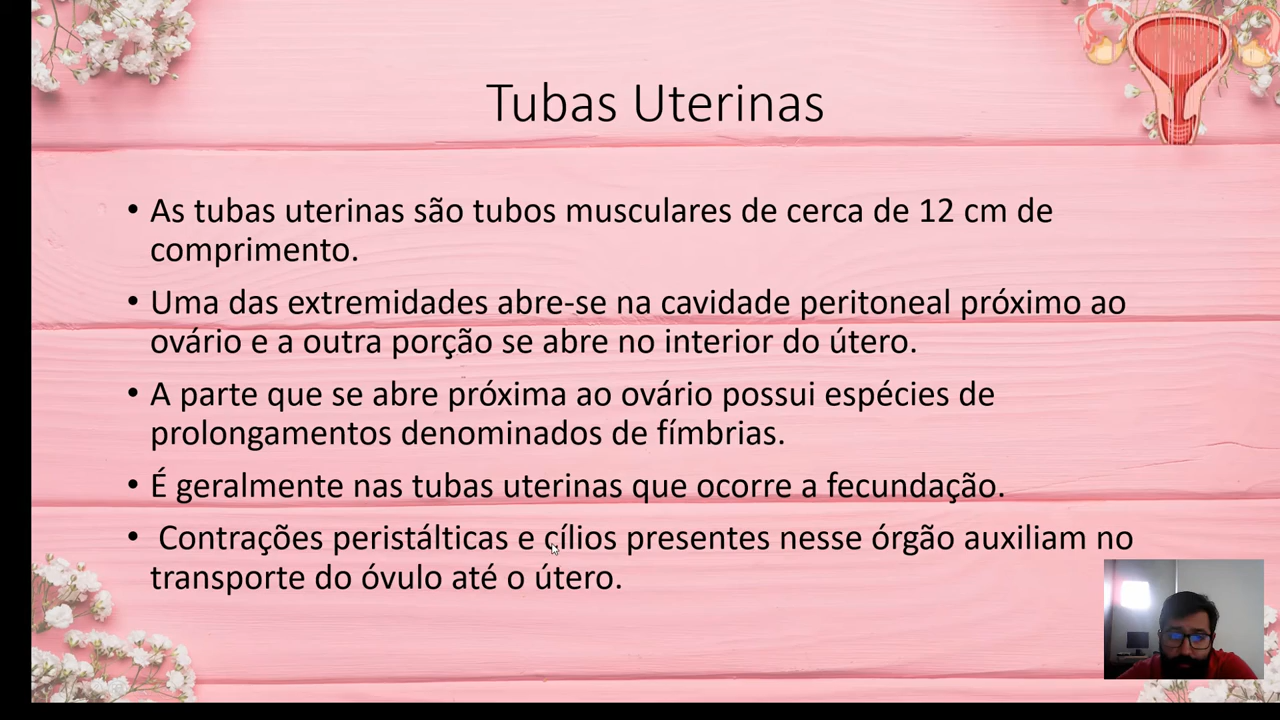 Tubas Uterinas
• As tubas uterinas são tubos musculares de cerca de 12 cm de
comprimento.
• Uma das extremidades abre-se na cavidade peritoneal próximo ao
ovário e a outra porção se abre no interior do útero.
• A parte que se abre próxima ao ovário possui espécies de
prolongamentos denominados de fímbrias.
• É geralmente nas tubas uterinas que ocorre a fecundação.
• Contrações peristálticas e cílios presentes nesse órgão auxiliam no
transporte do óvulo até o útero.